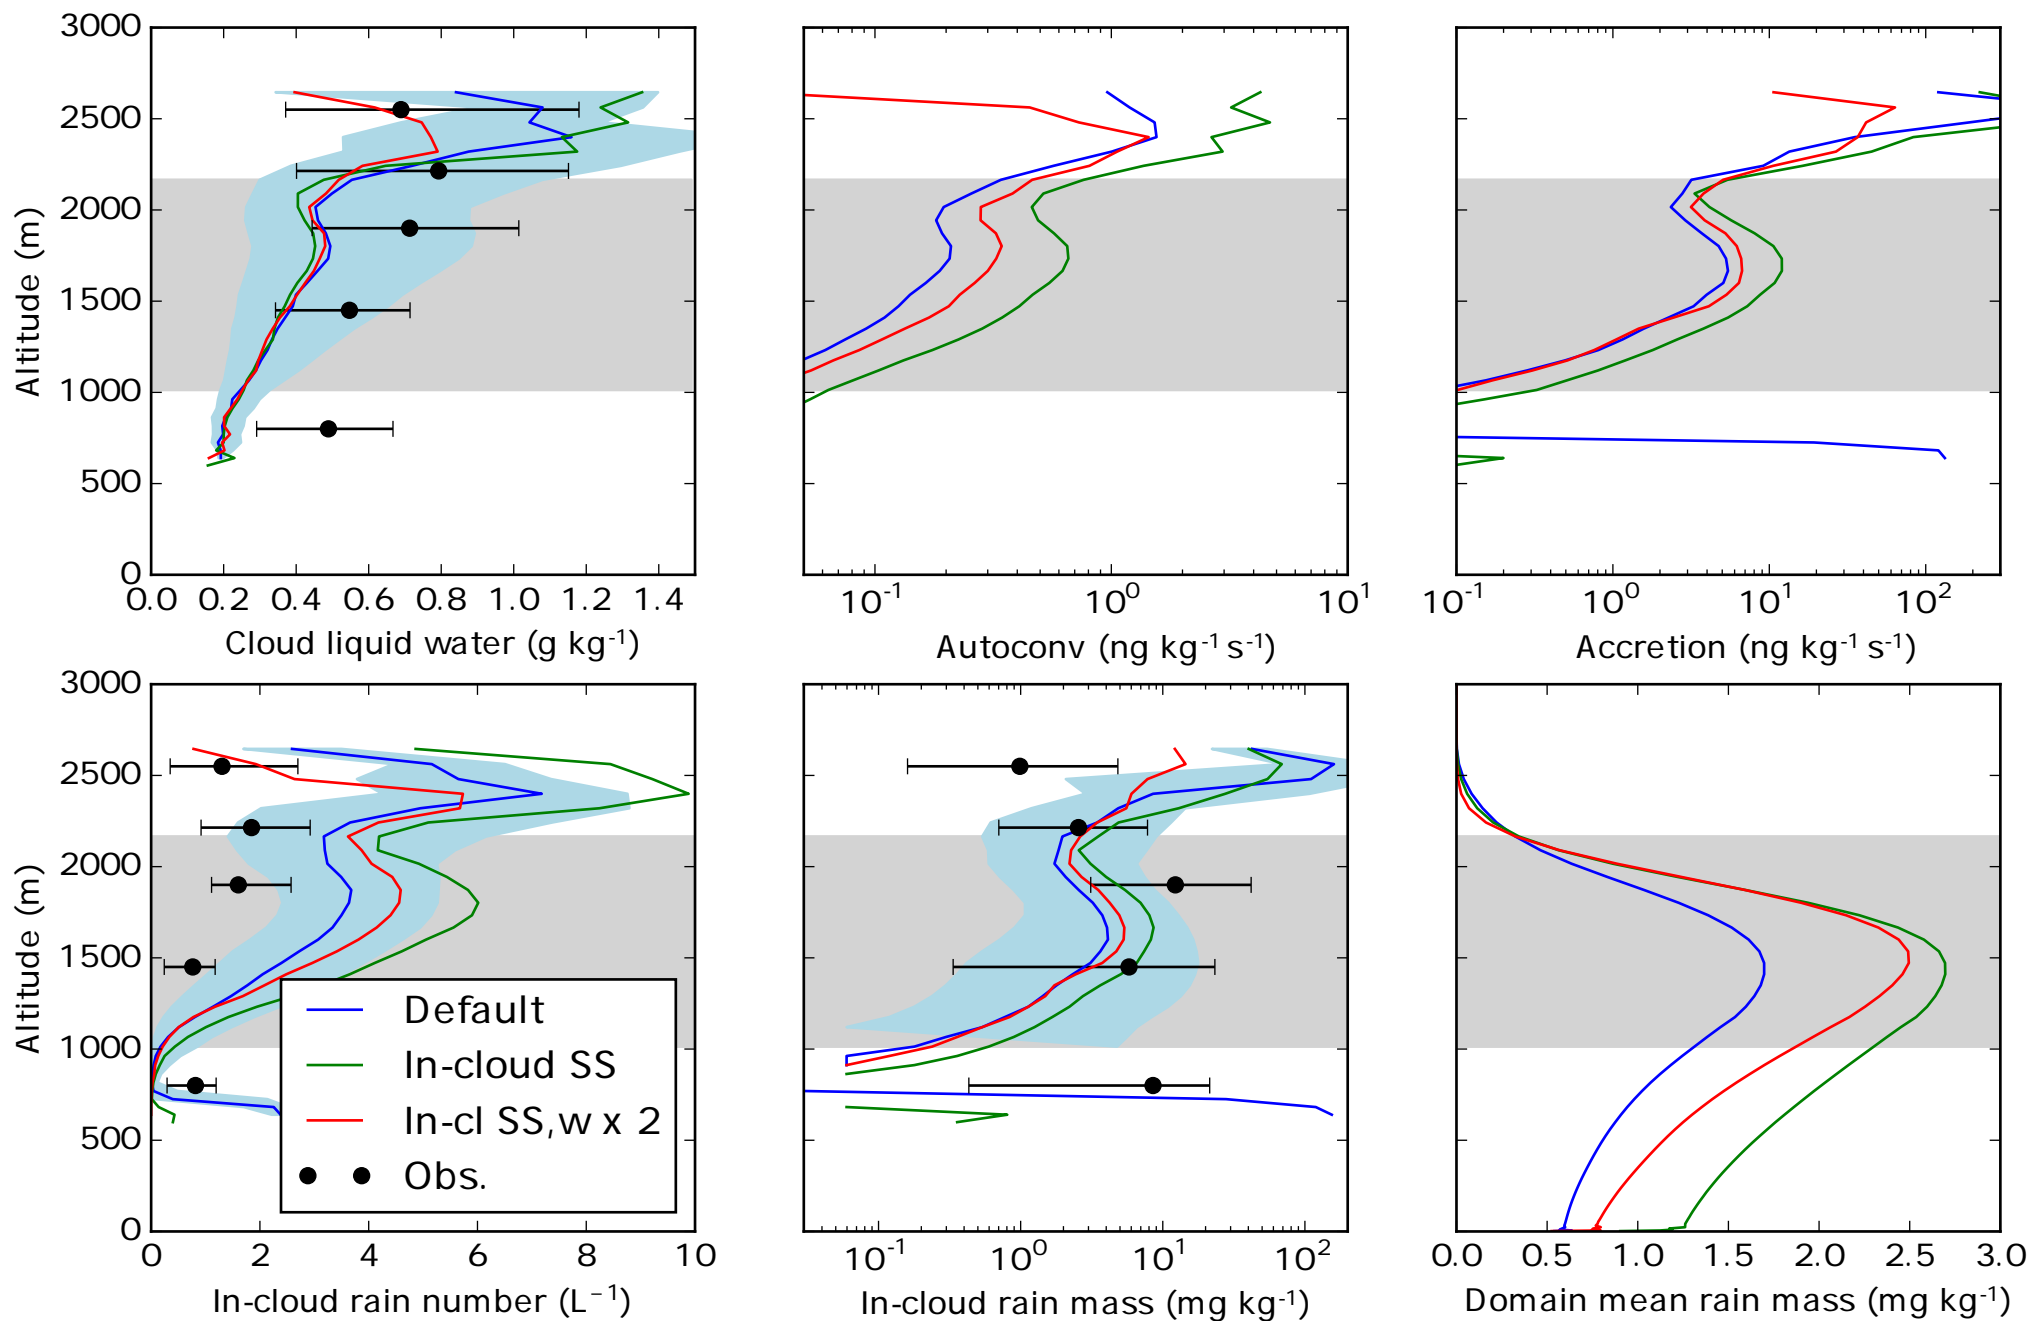 3000
2500
2000
1500
1000
500
0
Altitude (m)
0.0 0.2 0.4 0.6 0.8 1.0 1.2 1.4
Cloud liquid water (g kg⁻¹)
10⁻¹ 10⁰ 10¹
Autoconv (ng kg⁻¹ s⁻¹)
10⁻¹ 10⁰ 10¹ 10²
Accretion (ng kg⁻¹ s⁻¹)
3000
2500
2000
1500
1000
500
0
Altitude (m)
Default
In-cloud SS
In-cl SS,w x 2
Obs.
0 2 4 6 8 10
In-cloud rain number (L⁻¹)
10⁻¹ 10⁰ 10¹ 10²
In-cloud rain mass (mg kg⁻¹)
0.0 0.5 1.0 1.5 2.0 2.5 3.0
Domain mean rain mass (mg kg⁻¹)